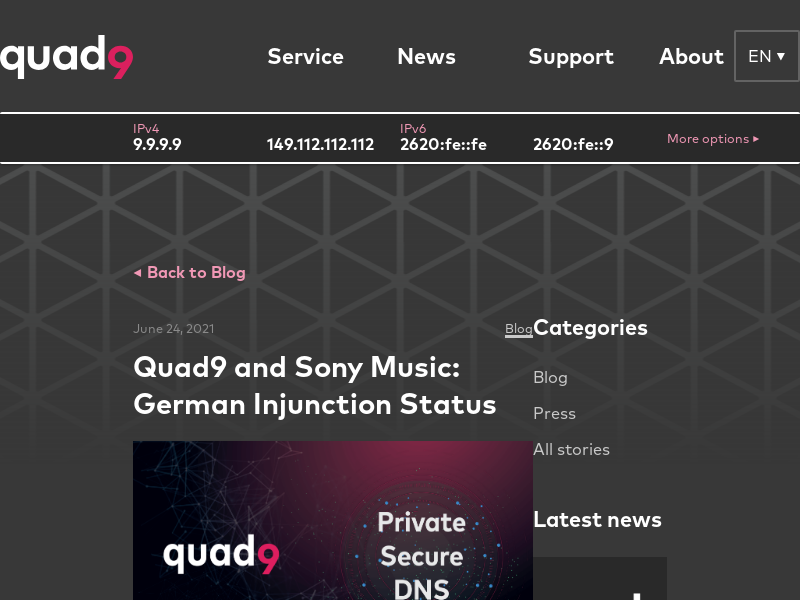 quad9
Service
News
Support
About
EN ▼
IPv4
9.9.9.9
149.112.112.112
IPv6
2620:fe::fe
2620:fe::9
More options ▸
◂ Back to Blog
June 24, 2021
Blog
Quad9 and Sony Music:
German Injunction Status
quad9
Private
Secure
DNS
Categories
Blog
Press
All stories
Latest news